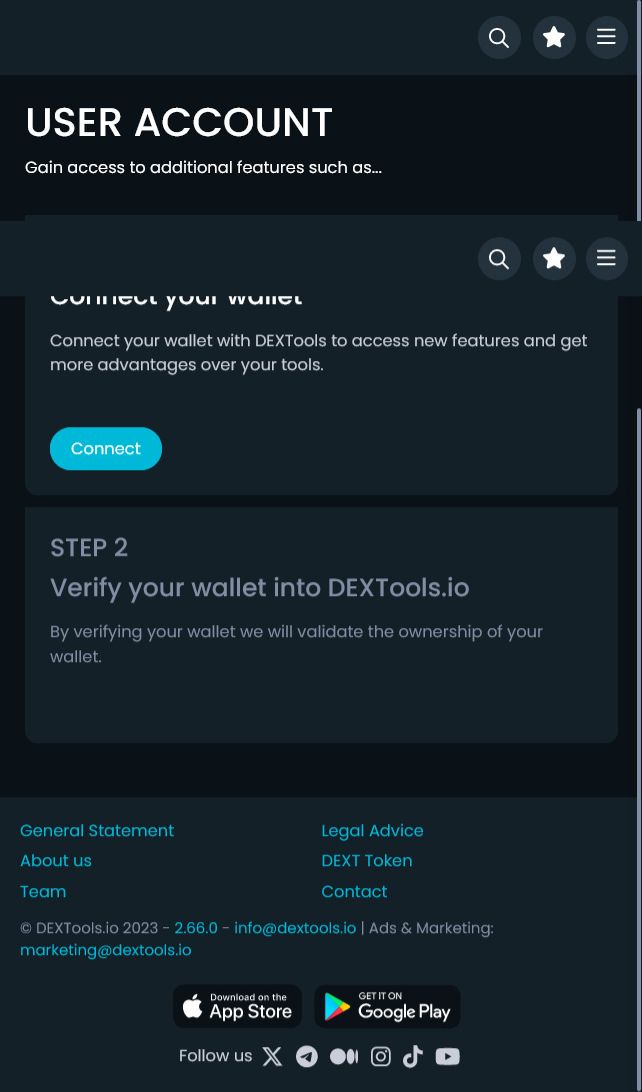 USER ACCOUNT
Gain access to additional features such as...
Connect your wallet
Connect your wallet with DEXTools to access new features and get
more advantages over your tools.
Connect
STEP 2
Verify your wallet into DEXTools.io
By verifying your wallet we will validate the ownership of your
wallet.
General Statement
Legal Advice
About us
DEXT Token
Team
Contact
© DEXTools.io 2023 - 2.66.0 - info@dextools.io | Ads & Marketing:
marketing@dextools.io
Download on the
App Store
GET IT ON
Google Play
Follow us